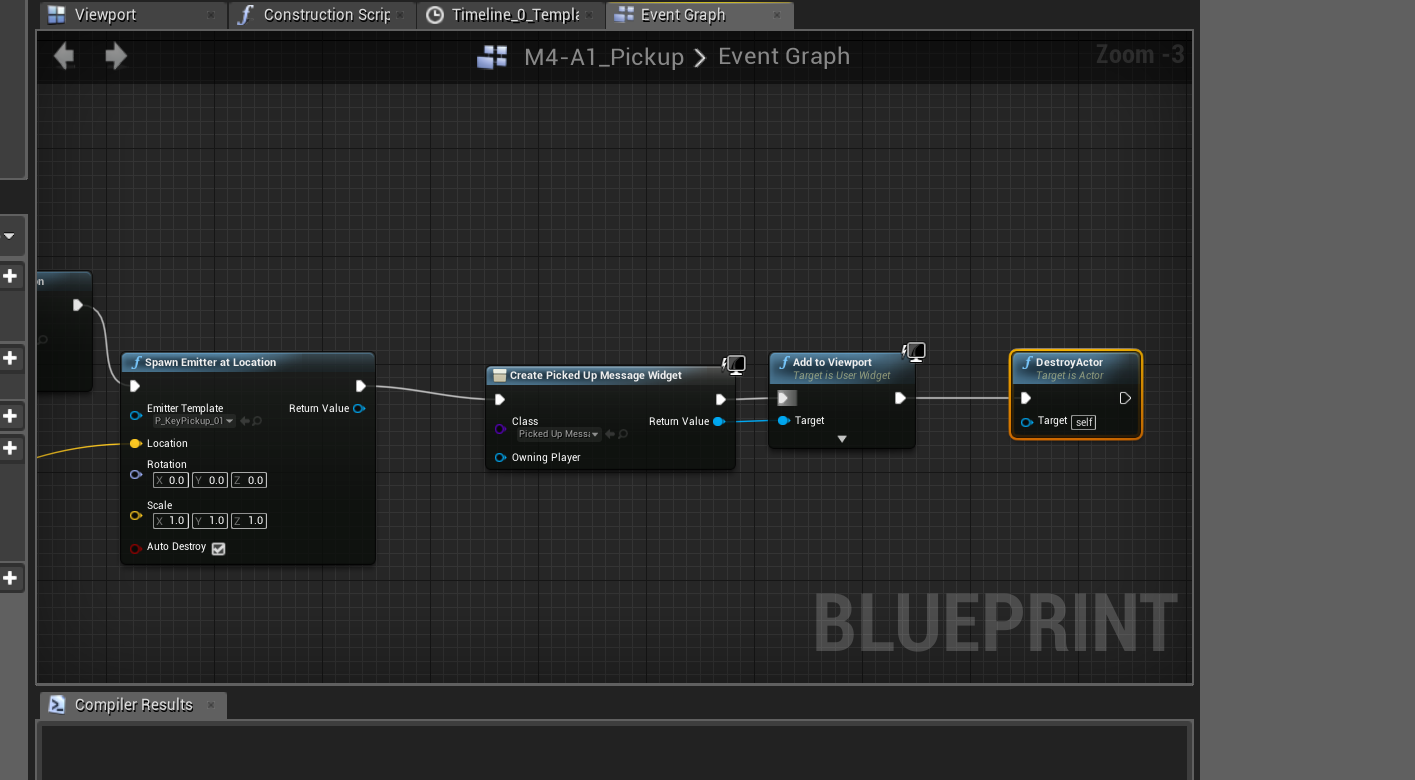 Viewport
Construction Scrip
Timeline_0_Templa
Event Graph
M4-A1_Pickup > Event Graph
Zoom -3
n
Spawn Emitter at Location
Emitter Template
P_KeyPickup_01
Return Value
Location
Rotation
X 0.0 Y 0.0 Z 0.0
Scale
X 1.0 Y 1.0 Z 1.0
Auto Destroy
Create Picked Up Message Widget
Class
Picked Up Messa
Return Value
Owning Player
Add to Viewport
Target is User Widget
Target
DestroyActor
Target is Actor
Target self
BLUEPRINT
Compiler Results